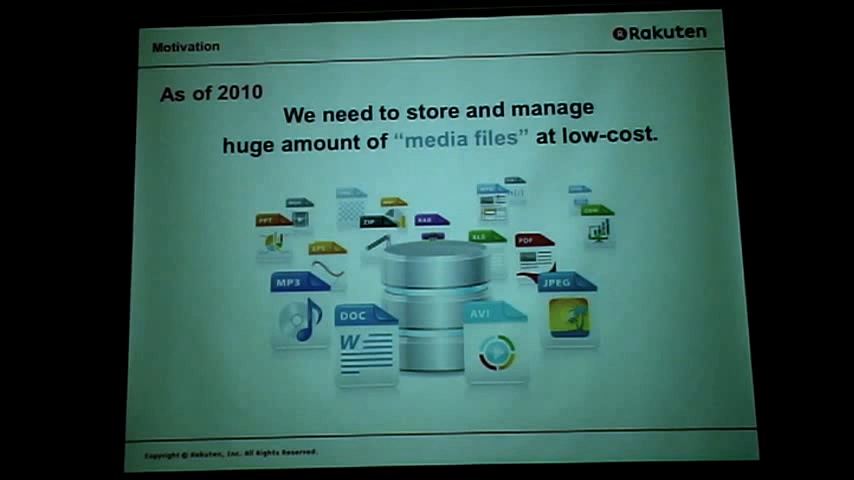 Motivation
Rakuten
As of 2010
We need to store and manage
huge amount of “media files” at low-cost.
PPT
ZIP
RAR
EPS
XLS
PDF
MP3
JPEG
DOC
AVI
W
Copyright © Rakuten, Inc. All Rights Reserved.